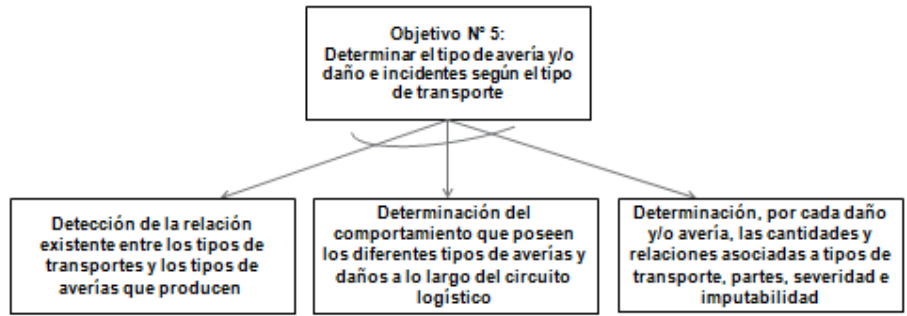 Objetivo N° 5:
Determinar el tipo de avería y/o
daño e incidentes según el tipo
de transporte
Detección de la relación
existente entre los tipos de
transportes y los tipos de
averías que producen
Determinación del
comportamiento que poseen
los diferentes tipos de averías y
daños a lo largo del circuito
logístico
Determinación, por cada daño
y/o avería, las cantidades y
relaciones asociadas a tipos de
transporte, partes, severidad e
imputabilidad